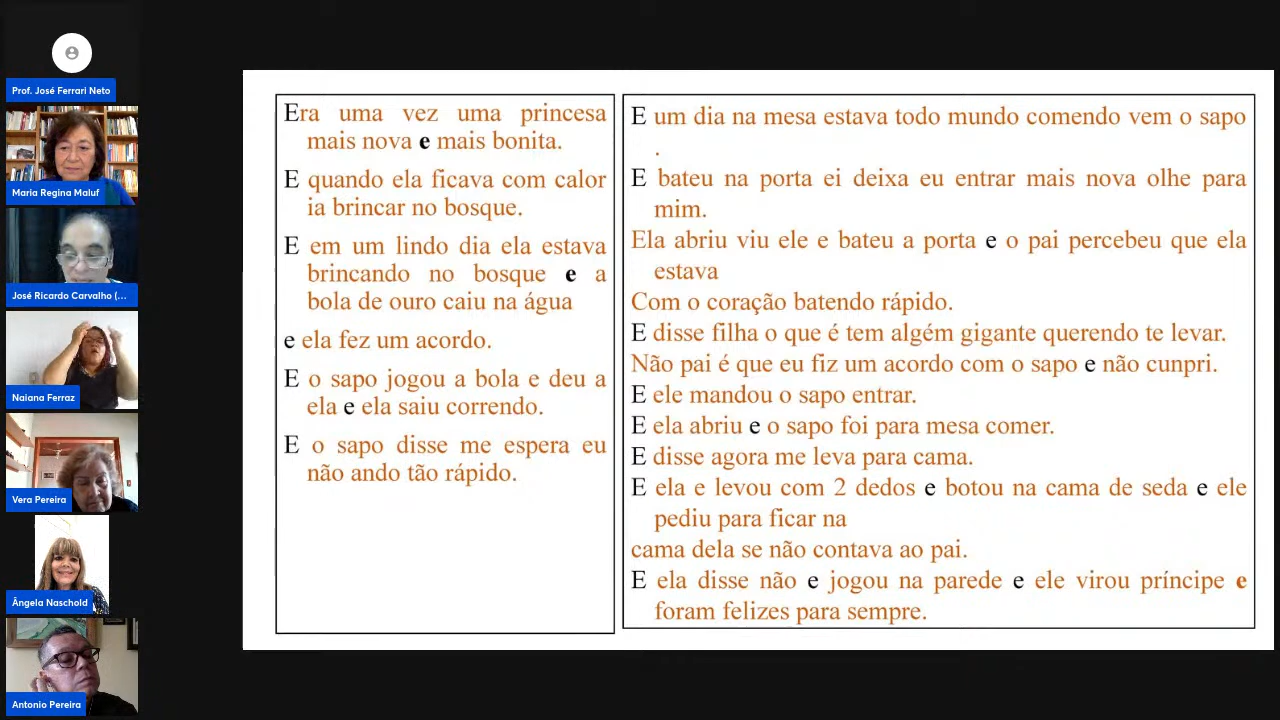 Prof. José Ferrari Neto
Maria Regina Maluf
José Ricardo Carvalho (...
Naiana Ferraz
Vera Pereira
Ângela Naschold
Antonio Pereira
Era uma vez uma princesa
mais nova e mais bonita.
E quando ela ficava com calor
ia brincar no bosque.
E em um lindo dia ela estava
brincando no bosque e a
bola de ouro caiu na água
e ela fez um acordo.
E o sapo jogou a bola e deu a
ela e ela saiu correndo.
E o sapo disse me espera eu
não ando tão rápido.
E um dia na mesa estava todo mundo comendo vem o sapo
.
E bateu na porta ei deixa eu entrar mais nova olhe para
mim.
Ela abriu viu ele e bateu a porta e o pai percebeu que ela
estava
Com o coração batendo rápido.
E disse filha o que é tem algém gigante querendo te levar.
Não pai é que eu fiz um acordo com o sapo e não cunpri.
E ele mandou o sapo entrar.
E ela abriu e o sapo foi para mesa comer.
E disse agora me leva para cama.
E ela e levou com 2 dedos e botou na cama de seda e ele
pediu para ficar na
cama dela se não contava ao pai.
E ela disse não e jogou na parede e ele virou príncipe e
foram felizes para sempre.